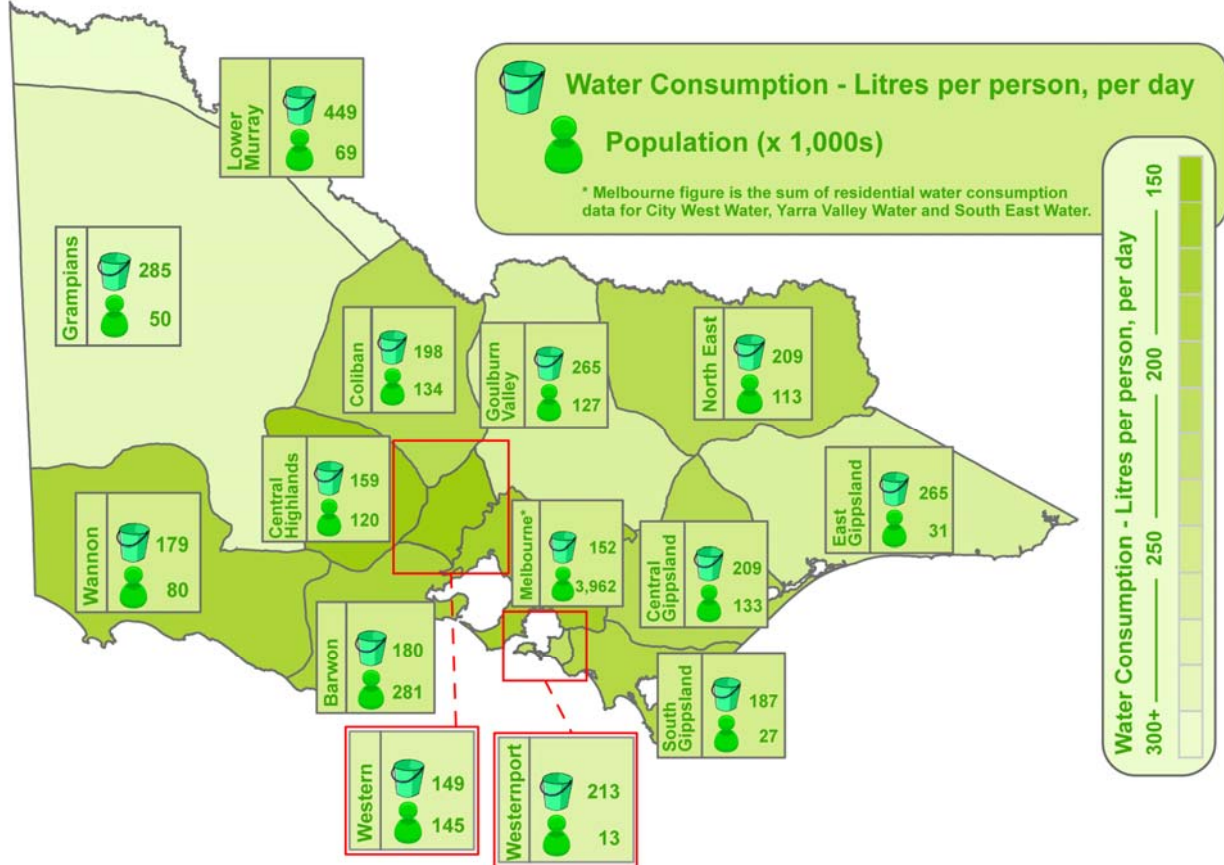 Water Consumption - Litres per person, per day
Population (x 1,000s)
* Melbourne figure is the sum of residential water consumption
data for City West Water, Yarra Valley Water and South East Water.
Lower
Murray
449
69
Grampians
285
50
Coliban
198
134
Goulburn
Valley
265
127
North East
209
113
Central
Highlands
159
120
Wannon
179
80
Melbourne*
152
3,962
Central
Gippsland
209
133
East Gippsland
265
31
Barwon
180
281
South
Gippsland
187
27
Western
149
145
Westernport
213
13
Water Consumption - Litres per person, per day
300+
250
200
150